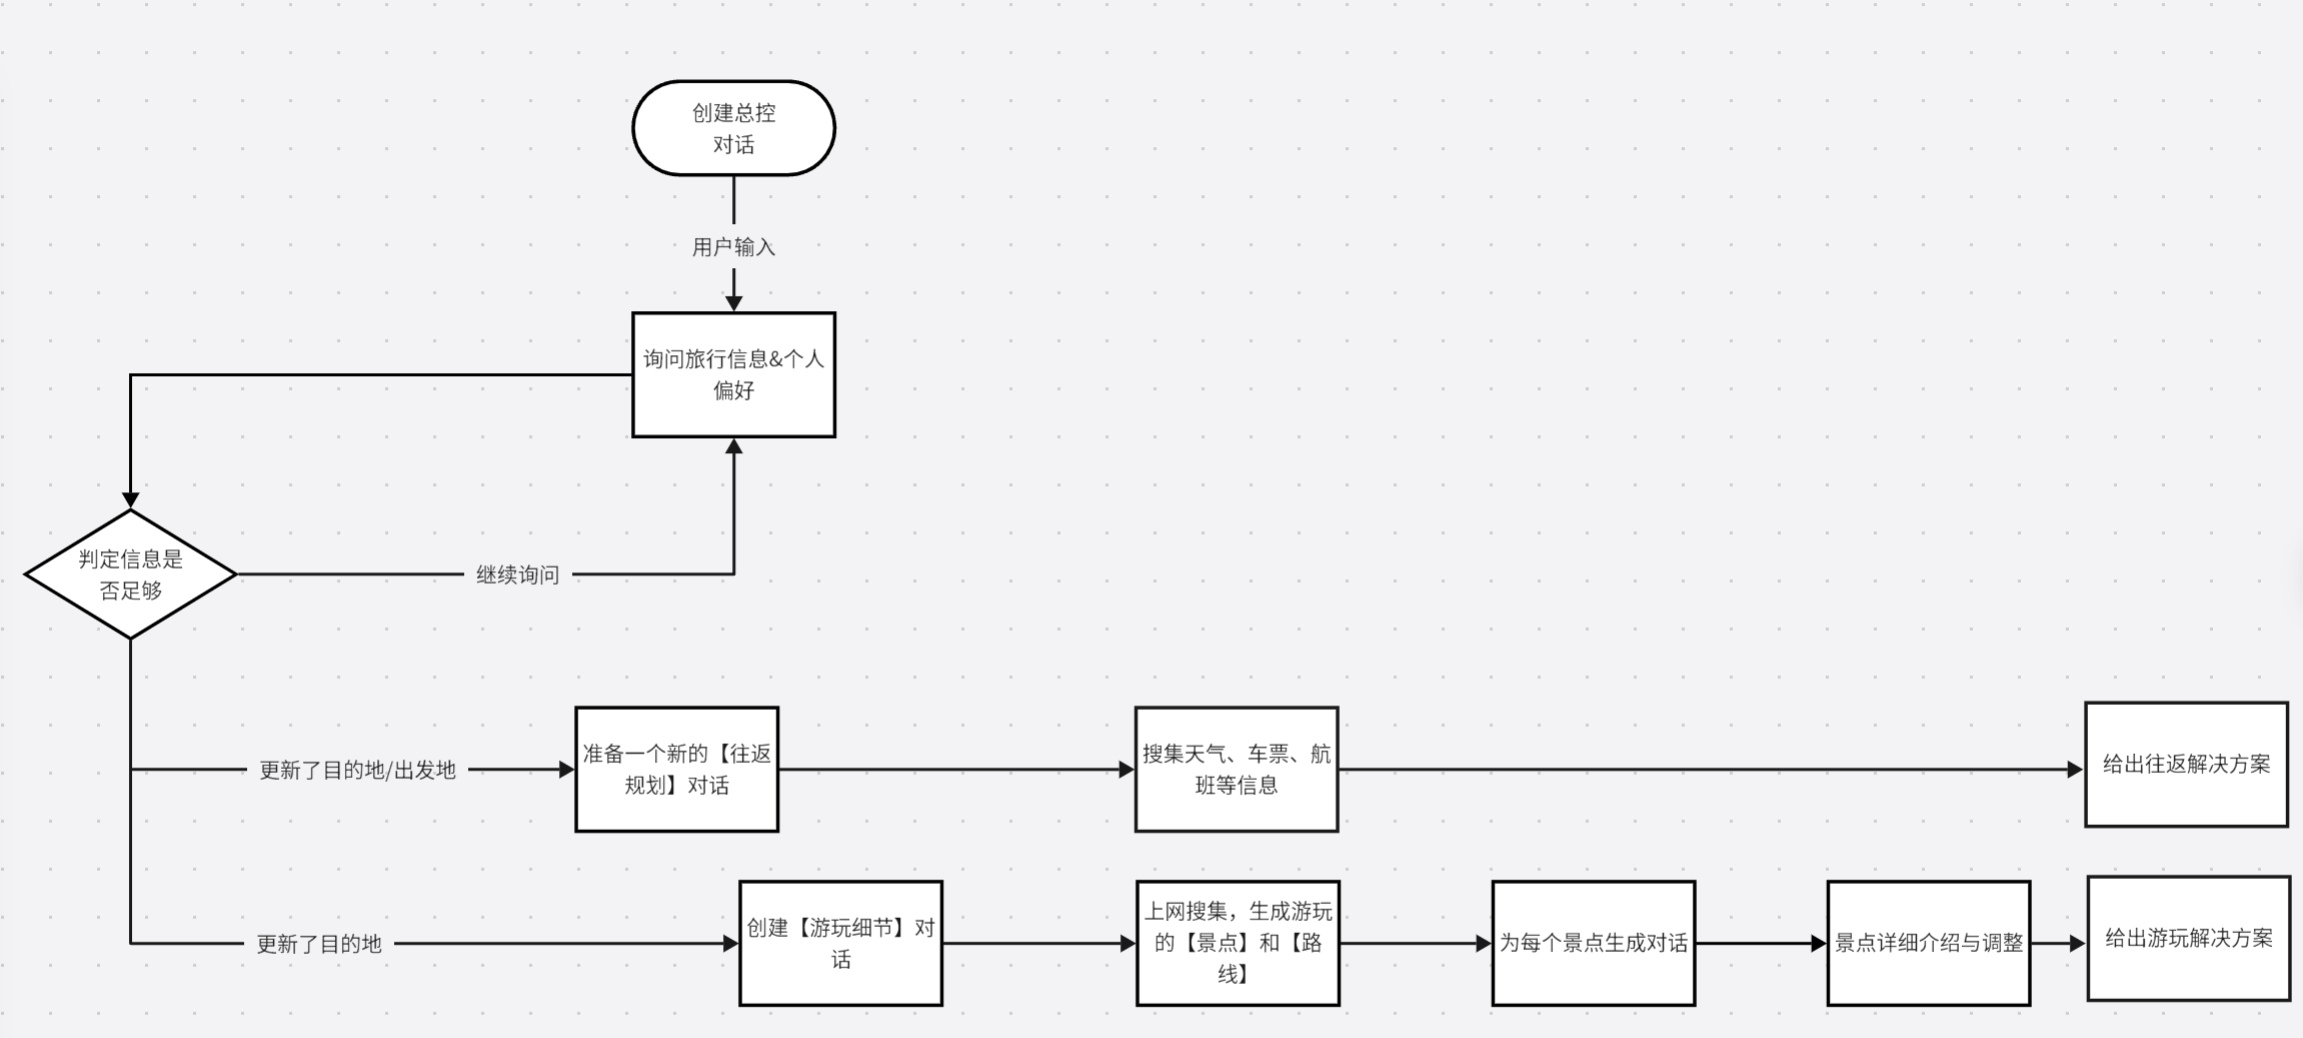 创建总控
对话
用户输入
询问旅行信息&个人
偏好
判定信息是
否足够
继续询问
更新了目的地/出发地
准备一个新的【往返
规划】对话
搜集天气、车票、航
班等信息
给出往返解决方案
更新了目的地
创建【游玩细节】对
话
上网搜集，生成游玩
的【景点】和【路
线】
为每个景点生成对话
景点详细介绍与调整
给出游玩解决方案